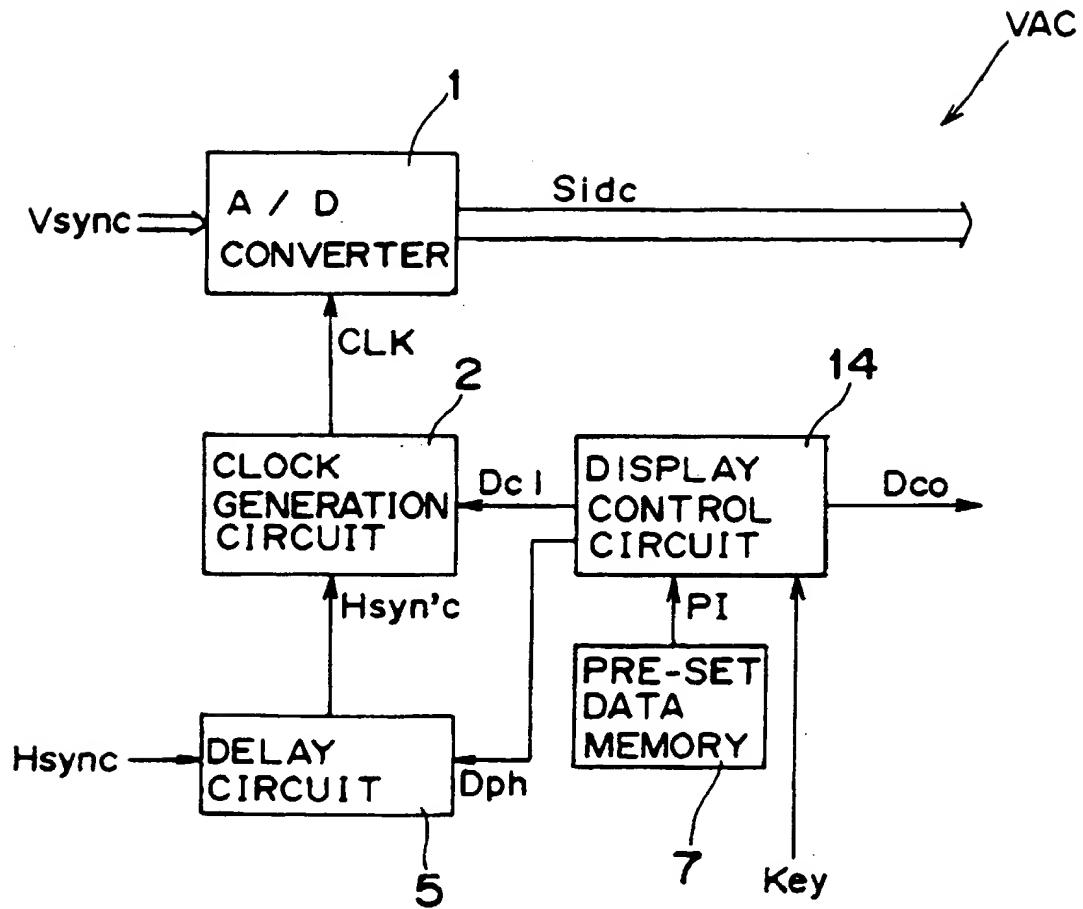 VAC
1
A / D
CONVERTER
Vsync
Sidc
CLK
2
14
CLOCK
GENERATION
CIRCUIT
Dcl
DISPLAY
CONTROL
CIRCUIT
Dco
Hsyn'c
PI
PRE-SET
DATA
MEMORY
Hsync
DELAY
CIRCUIT
Dph
5
7
Key